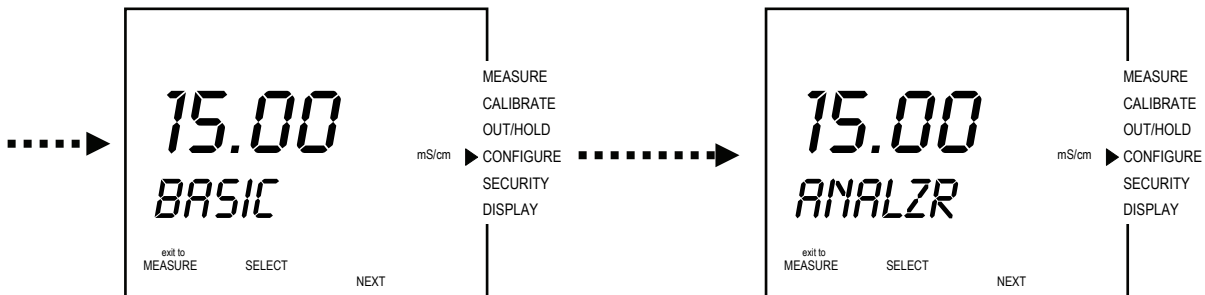 15.00
BASIC
mS/cm
MEASURE
CALIBRATE
OUT/HOLD
CONFIGURE
SECURITY
DISPLAY
exit to
MEASURE SELECT
NEXT
15.00
ANALZR
mS/cm
MEASURE
CALIBRATE
OUT/HOLD
CONFIGURE
SECURITY
DISPLAY
exit to
MEASURE SELECT
NEXT